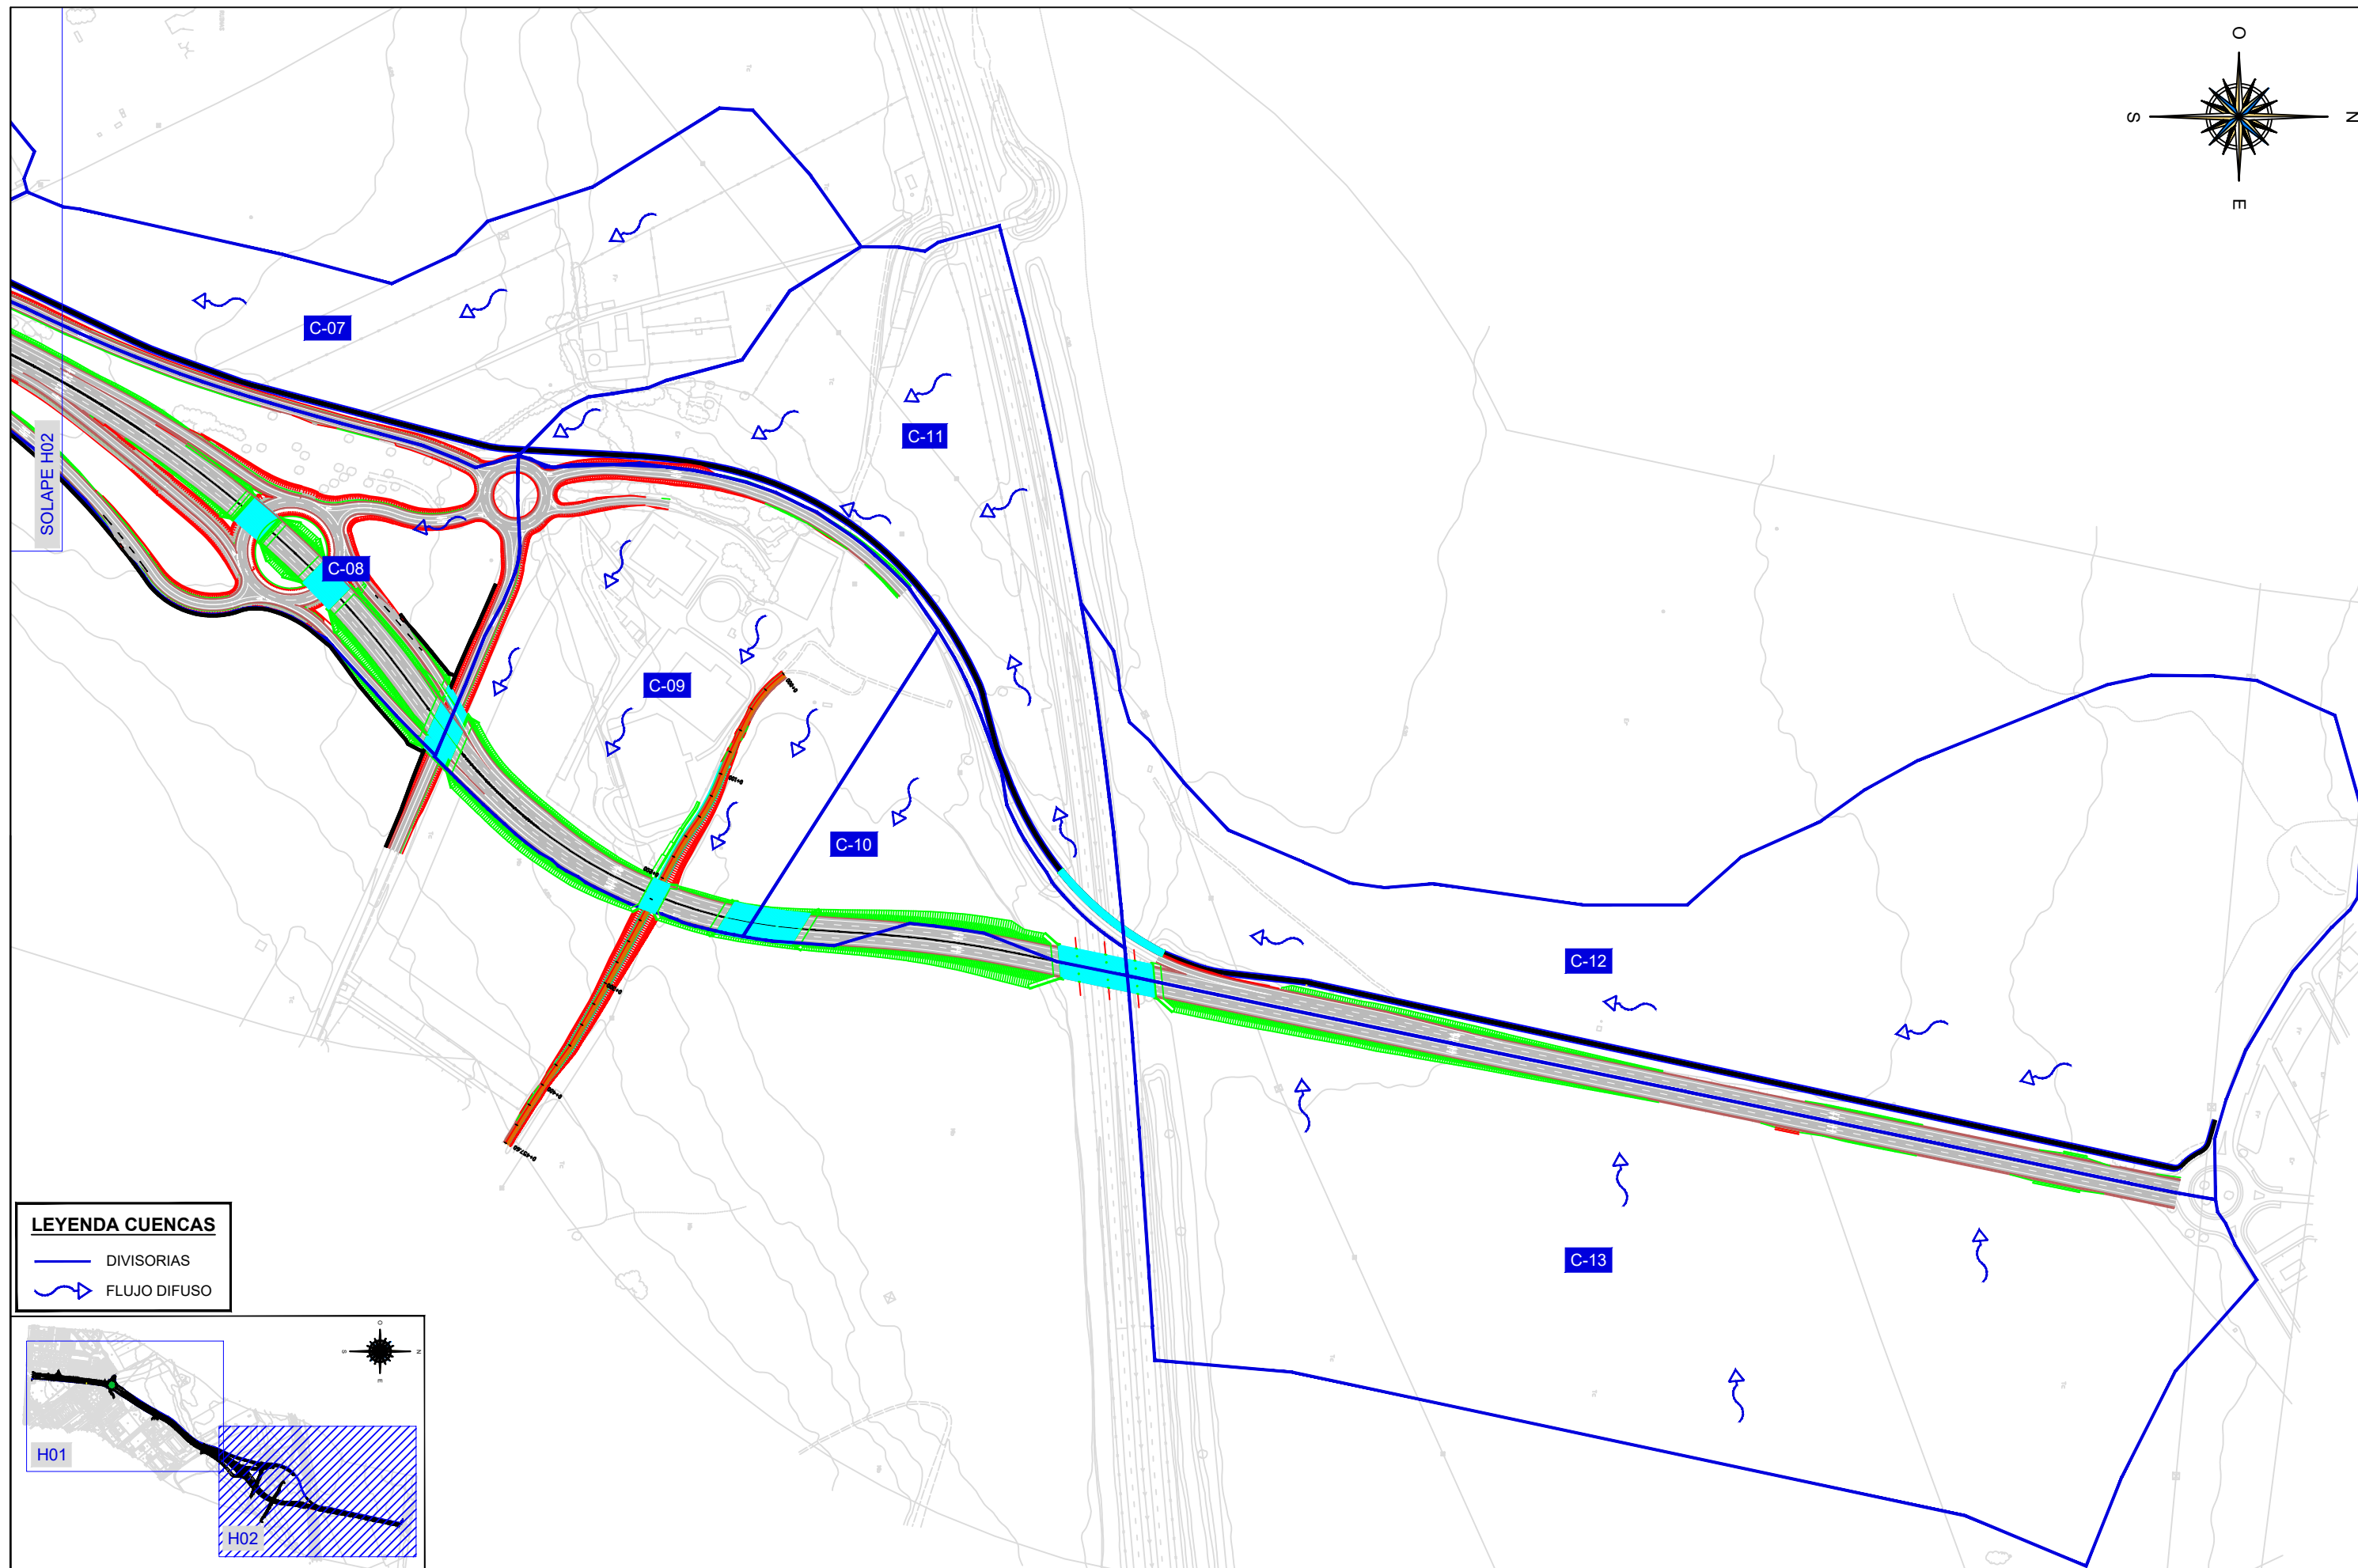 O
S
N
E
C-07
C-11
SOLAPE H02
C-08
C-09
C-10
C-12
C-13
LEYENDA CUENCAS
DIVISORIAS
FLUJO DIFUSO
O
S
N
E
H01
H02